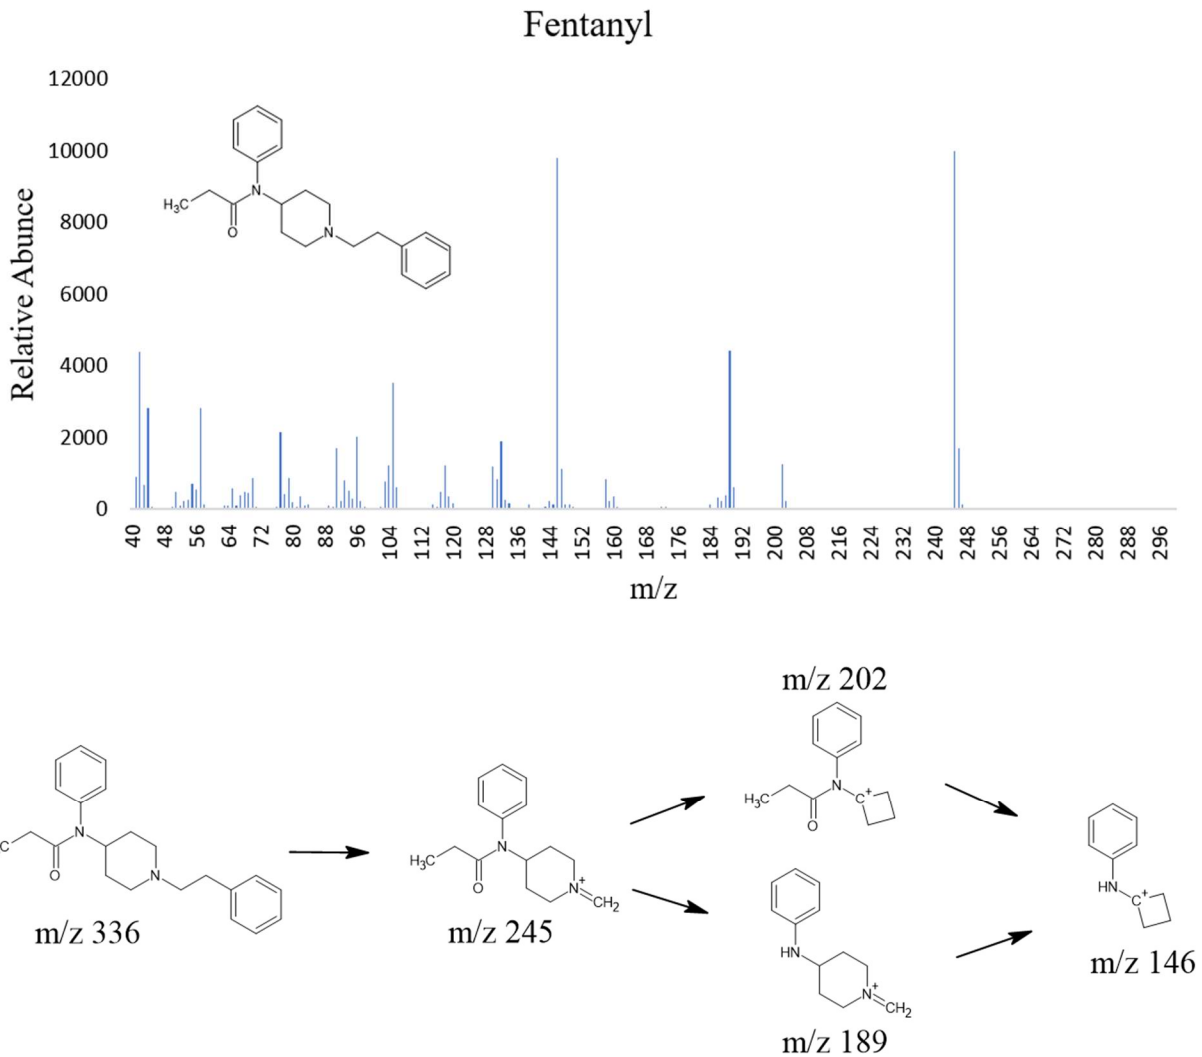 Fentanyl
12000
10000
8000
6000
4000
2000
0
Relative Abunce
N
H₃C
O
N
40 48 56 64 72 80 88 96 104 112 120 128 136 144 152 160 168 176 184 192 200 208 216 224 232 240 248 256 264 272 280 288 296
m/z
m/z 202
N
C⁺
H₃C
O
C
N
O
N
m/z 336
N
H₃C
O
N⁺
CH₂
m/z 245
HN
C⁺
m/z 146
HN
N⁺
CH₂
m/z 189